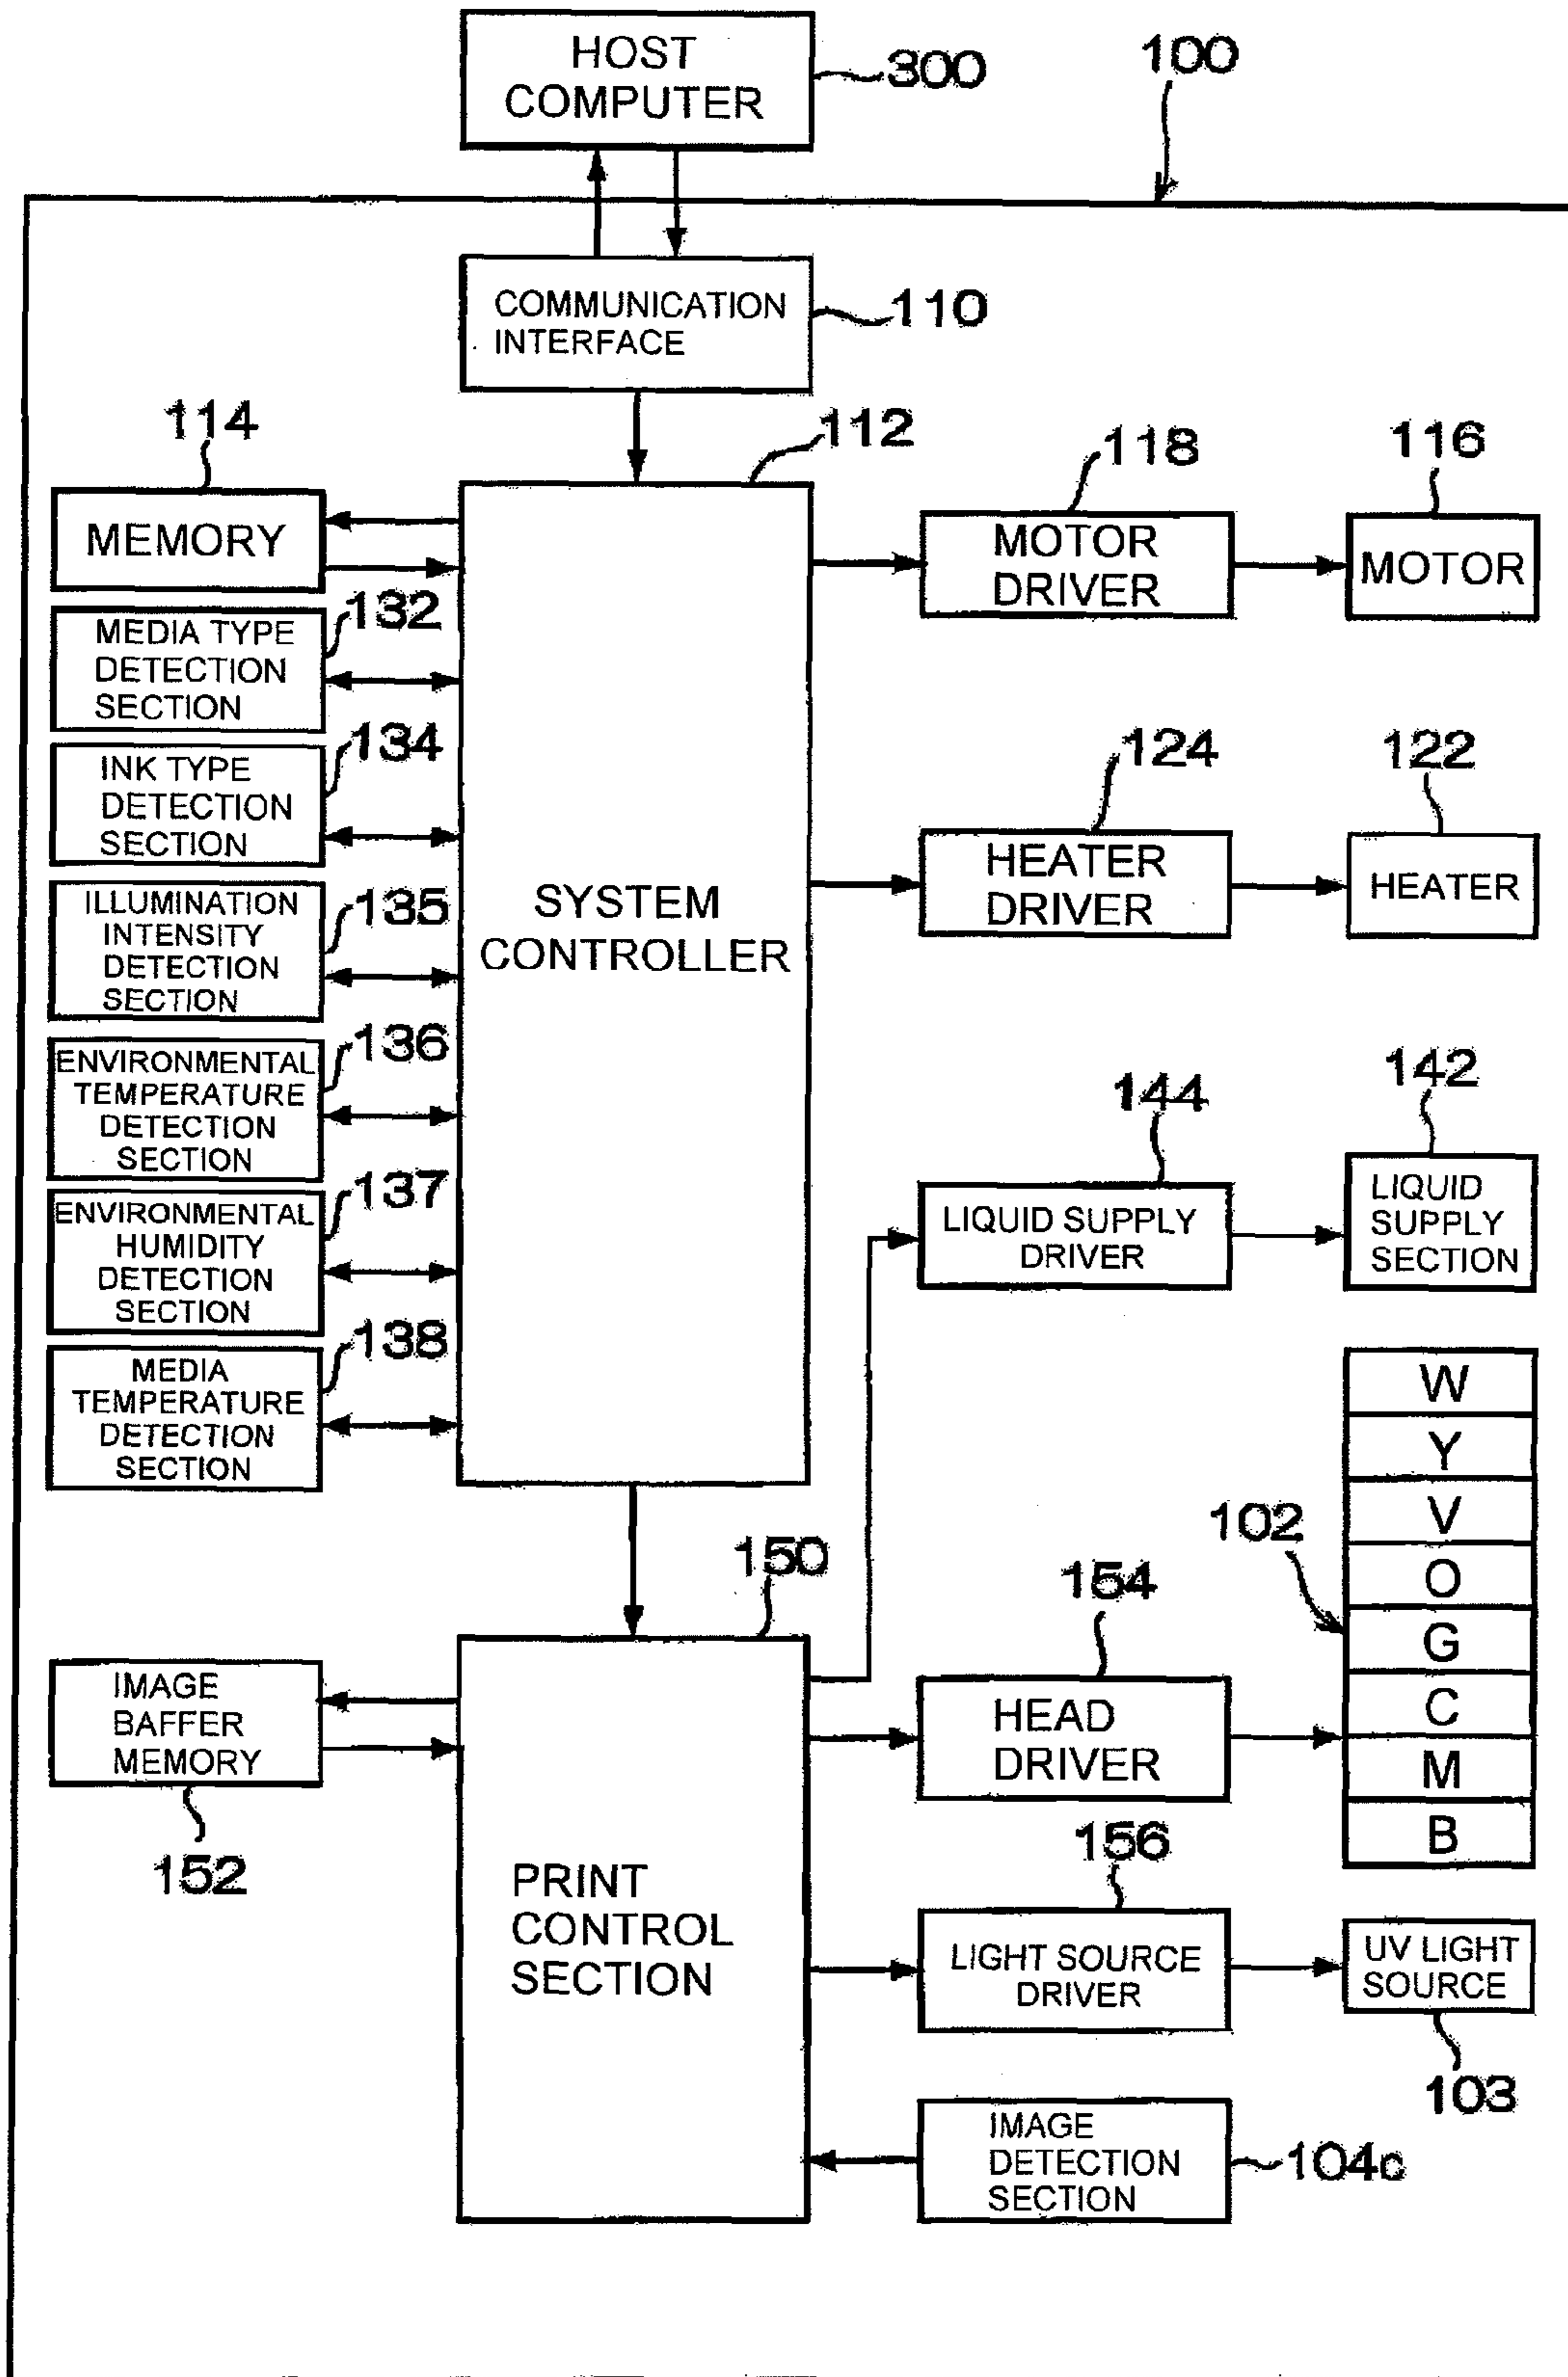 HOST
COMPUTER
300
100
COMMUNICATION
INTERFACE
110
114
112
118
116
MEMORY
MOTOR
DRIVER
MOTOR
132
MEDIA TYPE
DETECTION
SECTION
134
INK TYPE
DETECTION
SECTION
124
122
HEATER
DRIVER
HEATER
135
ILLUMINATION
INTENSITY
DETECTION
SECTION
SYSTEM
CONTROLLER
136
ENVIRONMENTAL
TEMPERATURE
DETECTION
SECTION
144
142
137
ENVIRONMENTAL
HUMIDITY
DETECTION
SECTION
LIQUID SUPPLY
DRIVER
LIQUID
SUPPLY
SECTION
138
MEDIA
TEMPERATURE
DETECTION
SECTION
W
Y
V
O
G
C
M
B
102
150
154
IMAGE
BAFFER
MEMORY
152
HEAD
DRIVER
156
PRINT
CONTROL
SECTION
LIGHT SOURCE
DRIVER
UV LIGHT
SOURCE
103
IMAGE
DETECTION
SECTION
104c